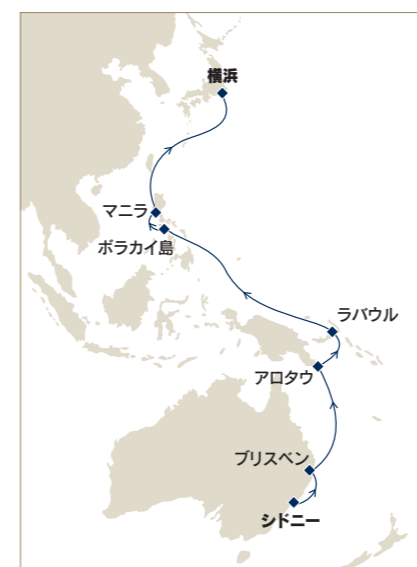 横浜
マニラ
ボラカイ島
ラバウル
アロタウ
ブリスベン
シドニー